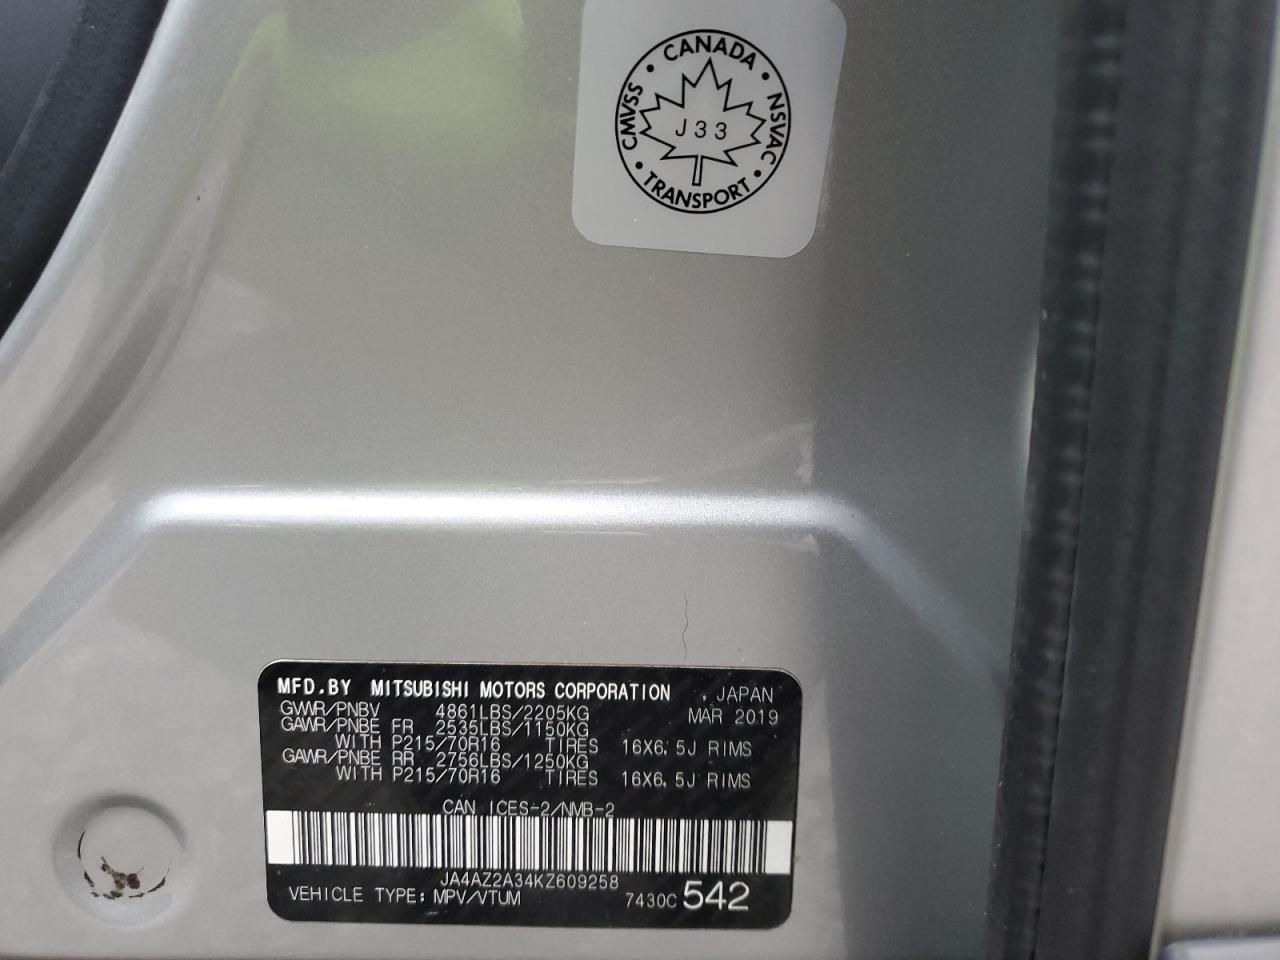 CANADA
CMVSS
NSVAC
J33
TRANSPORT
MFD.BY MITSUBISHI MOTORS CORPORATION , JAPAN
GVWR/PNBV 4861LBS/2205KG MAR 2019
GAWR/PNBE FR 2535LBS/1150KG
WITH P215/70R16 TIRES 16X6.5J RIMS
GAWR/PNBE RR 2756LBS/1250KG
WITH P215/70R16 TIRES 16X6.5J RIMS
CAN ICES-2/NMB-2
JA4AZ2A34KZ609258
VEHICLE TYPE: MPV/VTUM 7430C 542